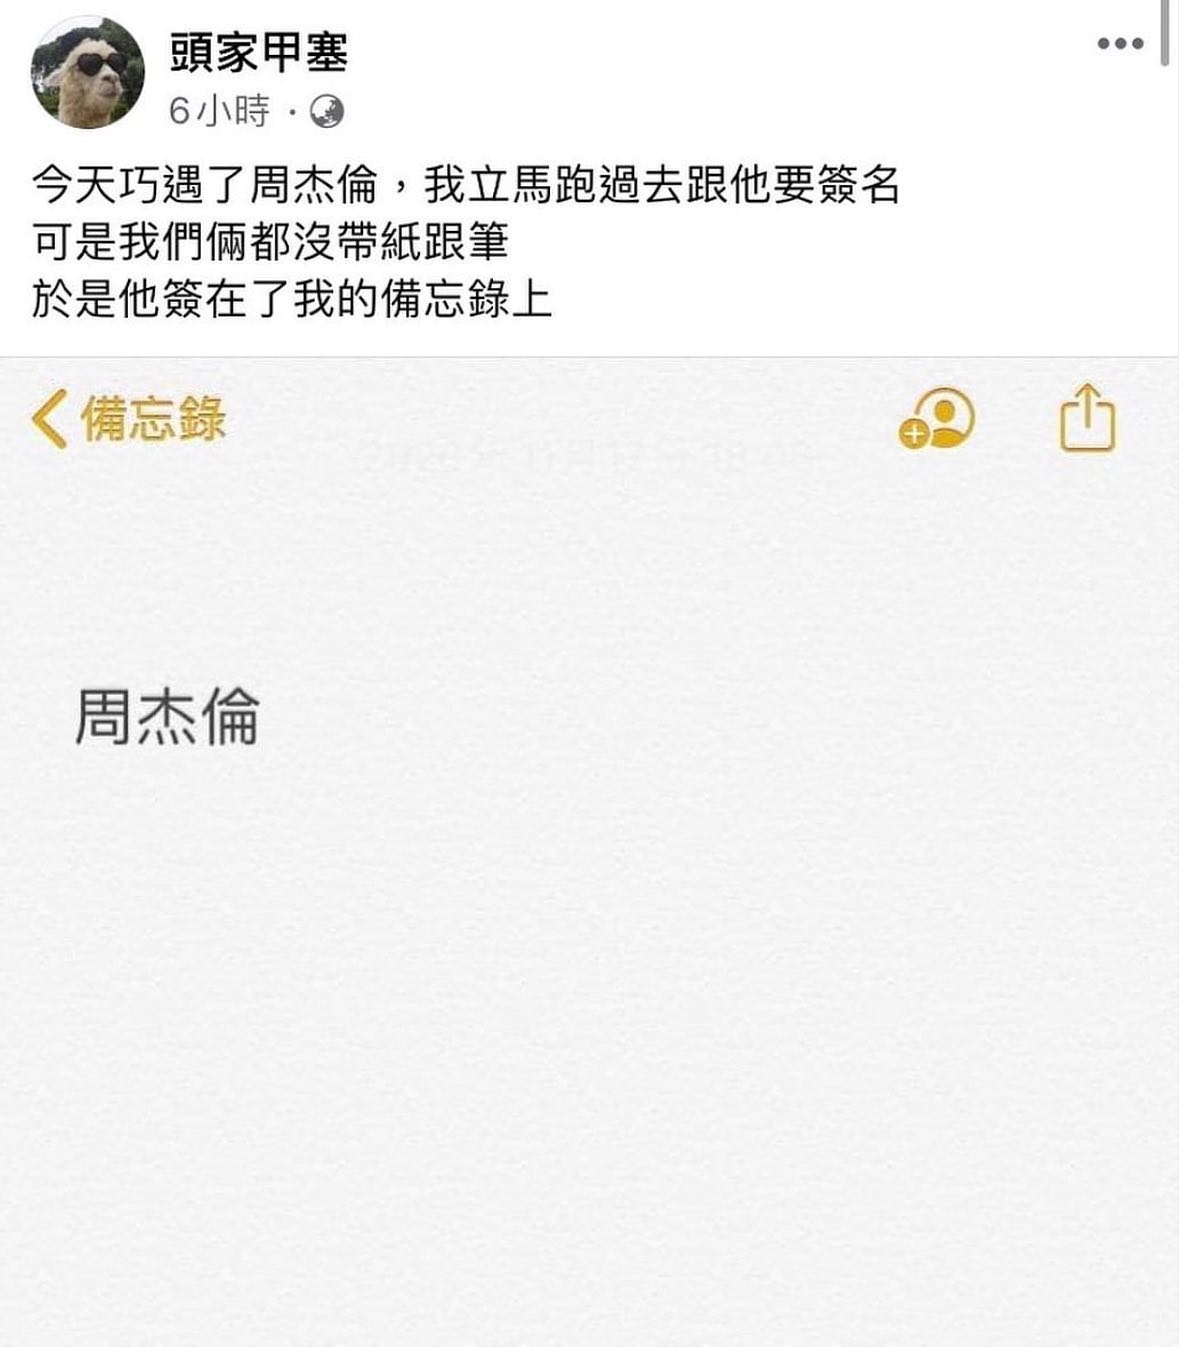 頭家甲塞
6小時 ·
今天巧遇了周杰倫，我立馬跑過去跟他要簽名
可是我們倆都沒帶紙跟筆
於是他簽在了我的備忘錄上
備忘錄
周杰倫